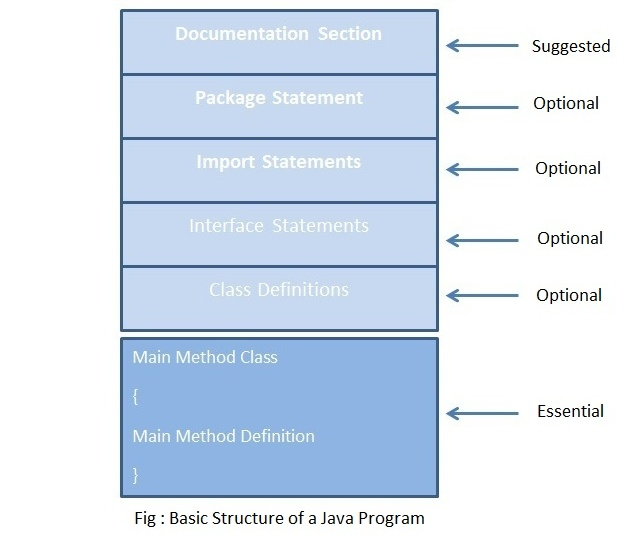 Documentation Section
Suggested
Package Statement
Optional
Import Statements
Optional
Interface Statements
Optional
Class Definitions
Optional
Main Method Class
{
Essential
Main Method Definition
}
Fig : Basic Structure of a Java Program